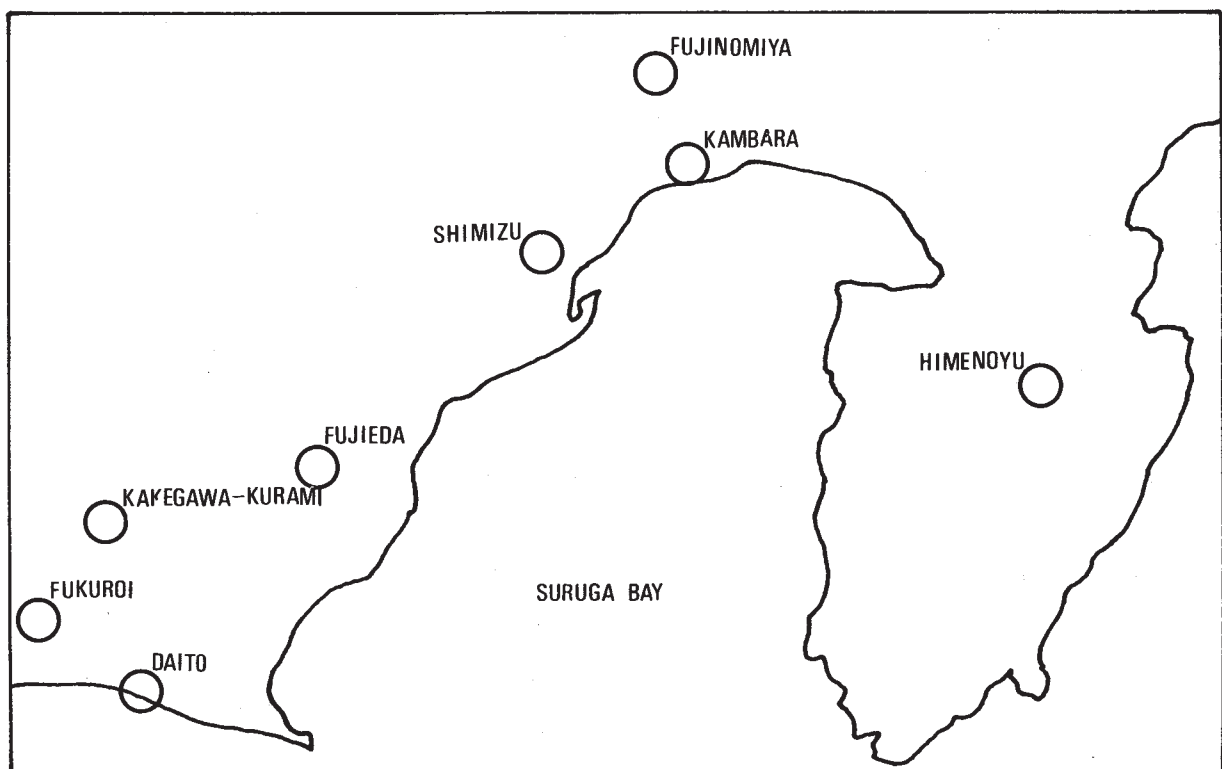 FUJINOMIYA
KAMBARA
SHIMIZU
HIMENOYU
FUJIEDA
KAKEGAWA-KURAMI
FUKUROI
SURUGA BAY
DAITO